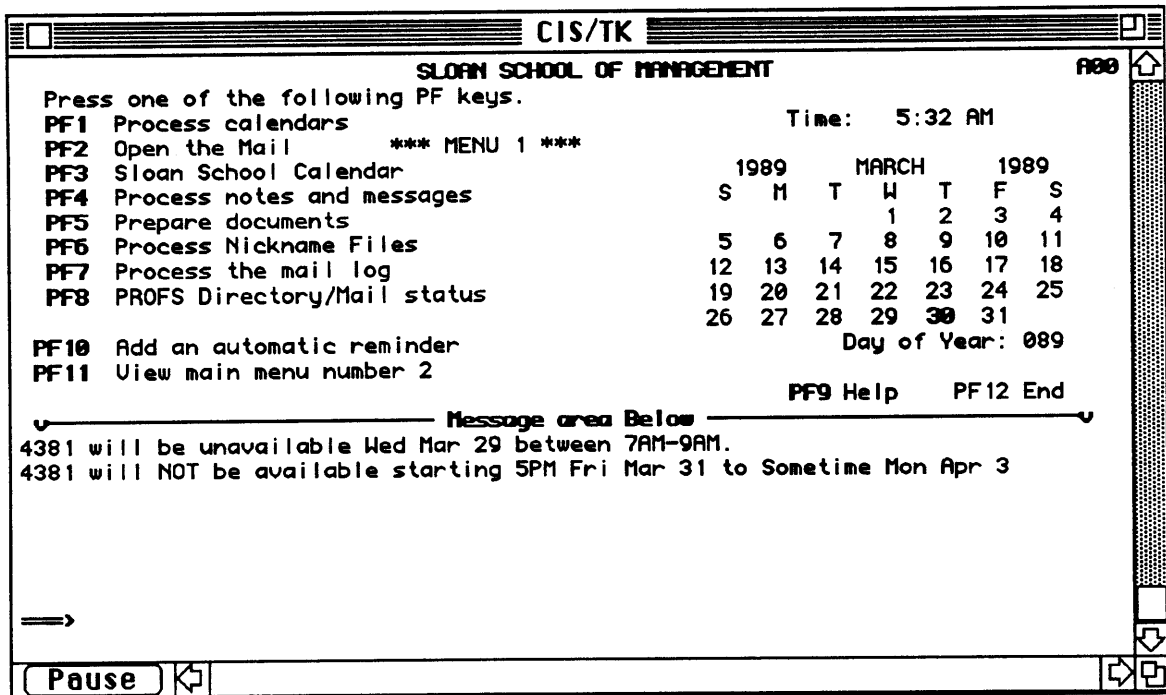 CIS/TK
SLOAN SCHOOL OF MANAGEMENT A00
Press one of the following PF keys.
PF1 Process calendars Time: 5:32 AM
PF2 Open the Mail *** MENU 1 ***
PF3 Sloan School Calendar 1989 MARCH 1989
PF4 Process notes and messages S M T W T F S
PF5 Prepare documents 1 2 3 4
PF6 Process Nickname Files 5 6 7 8 9 10 11
PF7 Process the mail log 12 13 14 15 16 17 18
PF8 PROFS Directory/Mail status 19 20 21 22 23 24 25
26 27 28 29 30 31
PF10 Add an automatic reminder Day of Year: 089
PF11 View main menu number 2
PF9 Help PF12 End
Message area Below
4381 will be unavailable Wed Mar 29 between 7AM-9AM.
4381 will NOT be available starting 5PM Fri Mar 31 to Sometime Mon Apr 3
==>
Pause